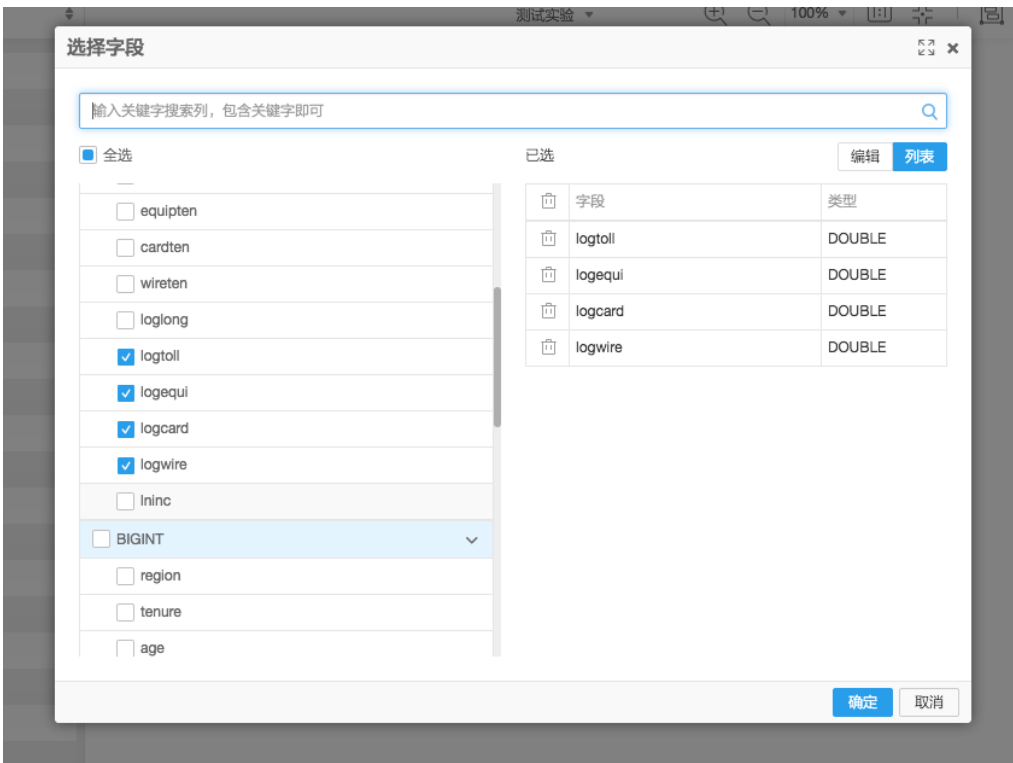 测试实验 100% 1:1
选择字段
输入关键字搜索列，包含关键字即可
全选
已选 编辑 列表
equipten
cardten
wireten
loglong
logtoll
logequi
logcard
logwire
lninc
BIGINT
region
tenure
age
字段 类型
logtoll DOUBLE
logequi DOUBLE
logcard DOUBLE
logwire DOUBLE
确定 取消